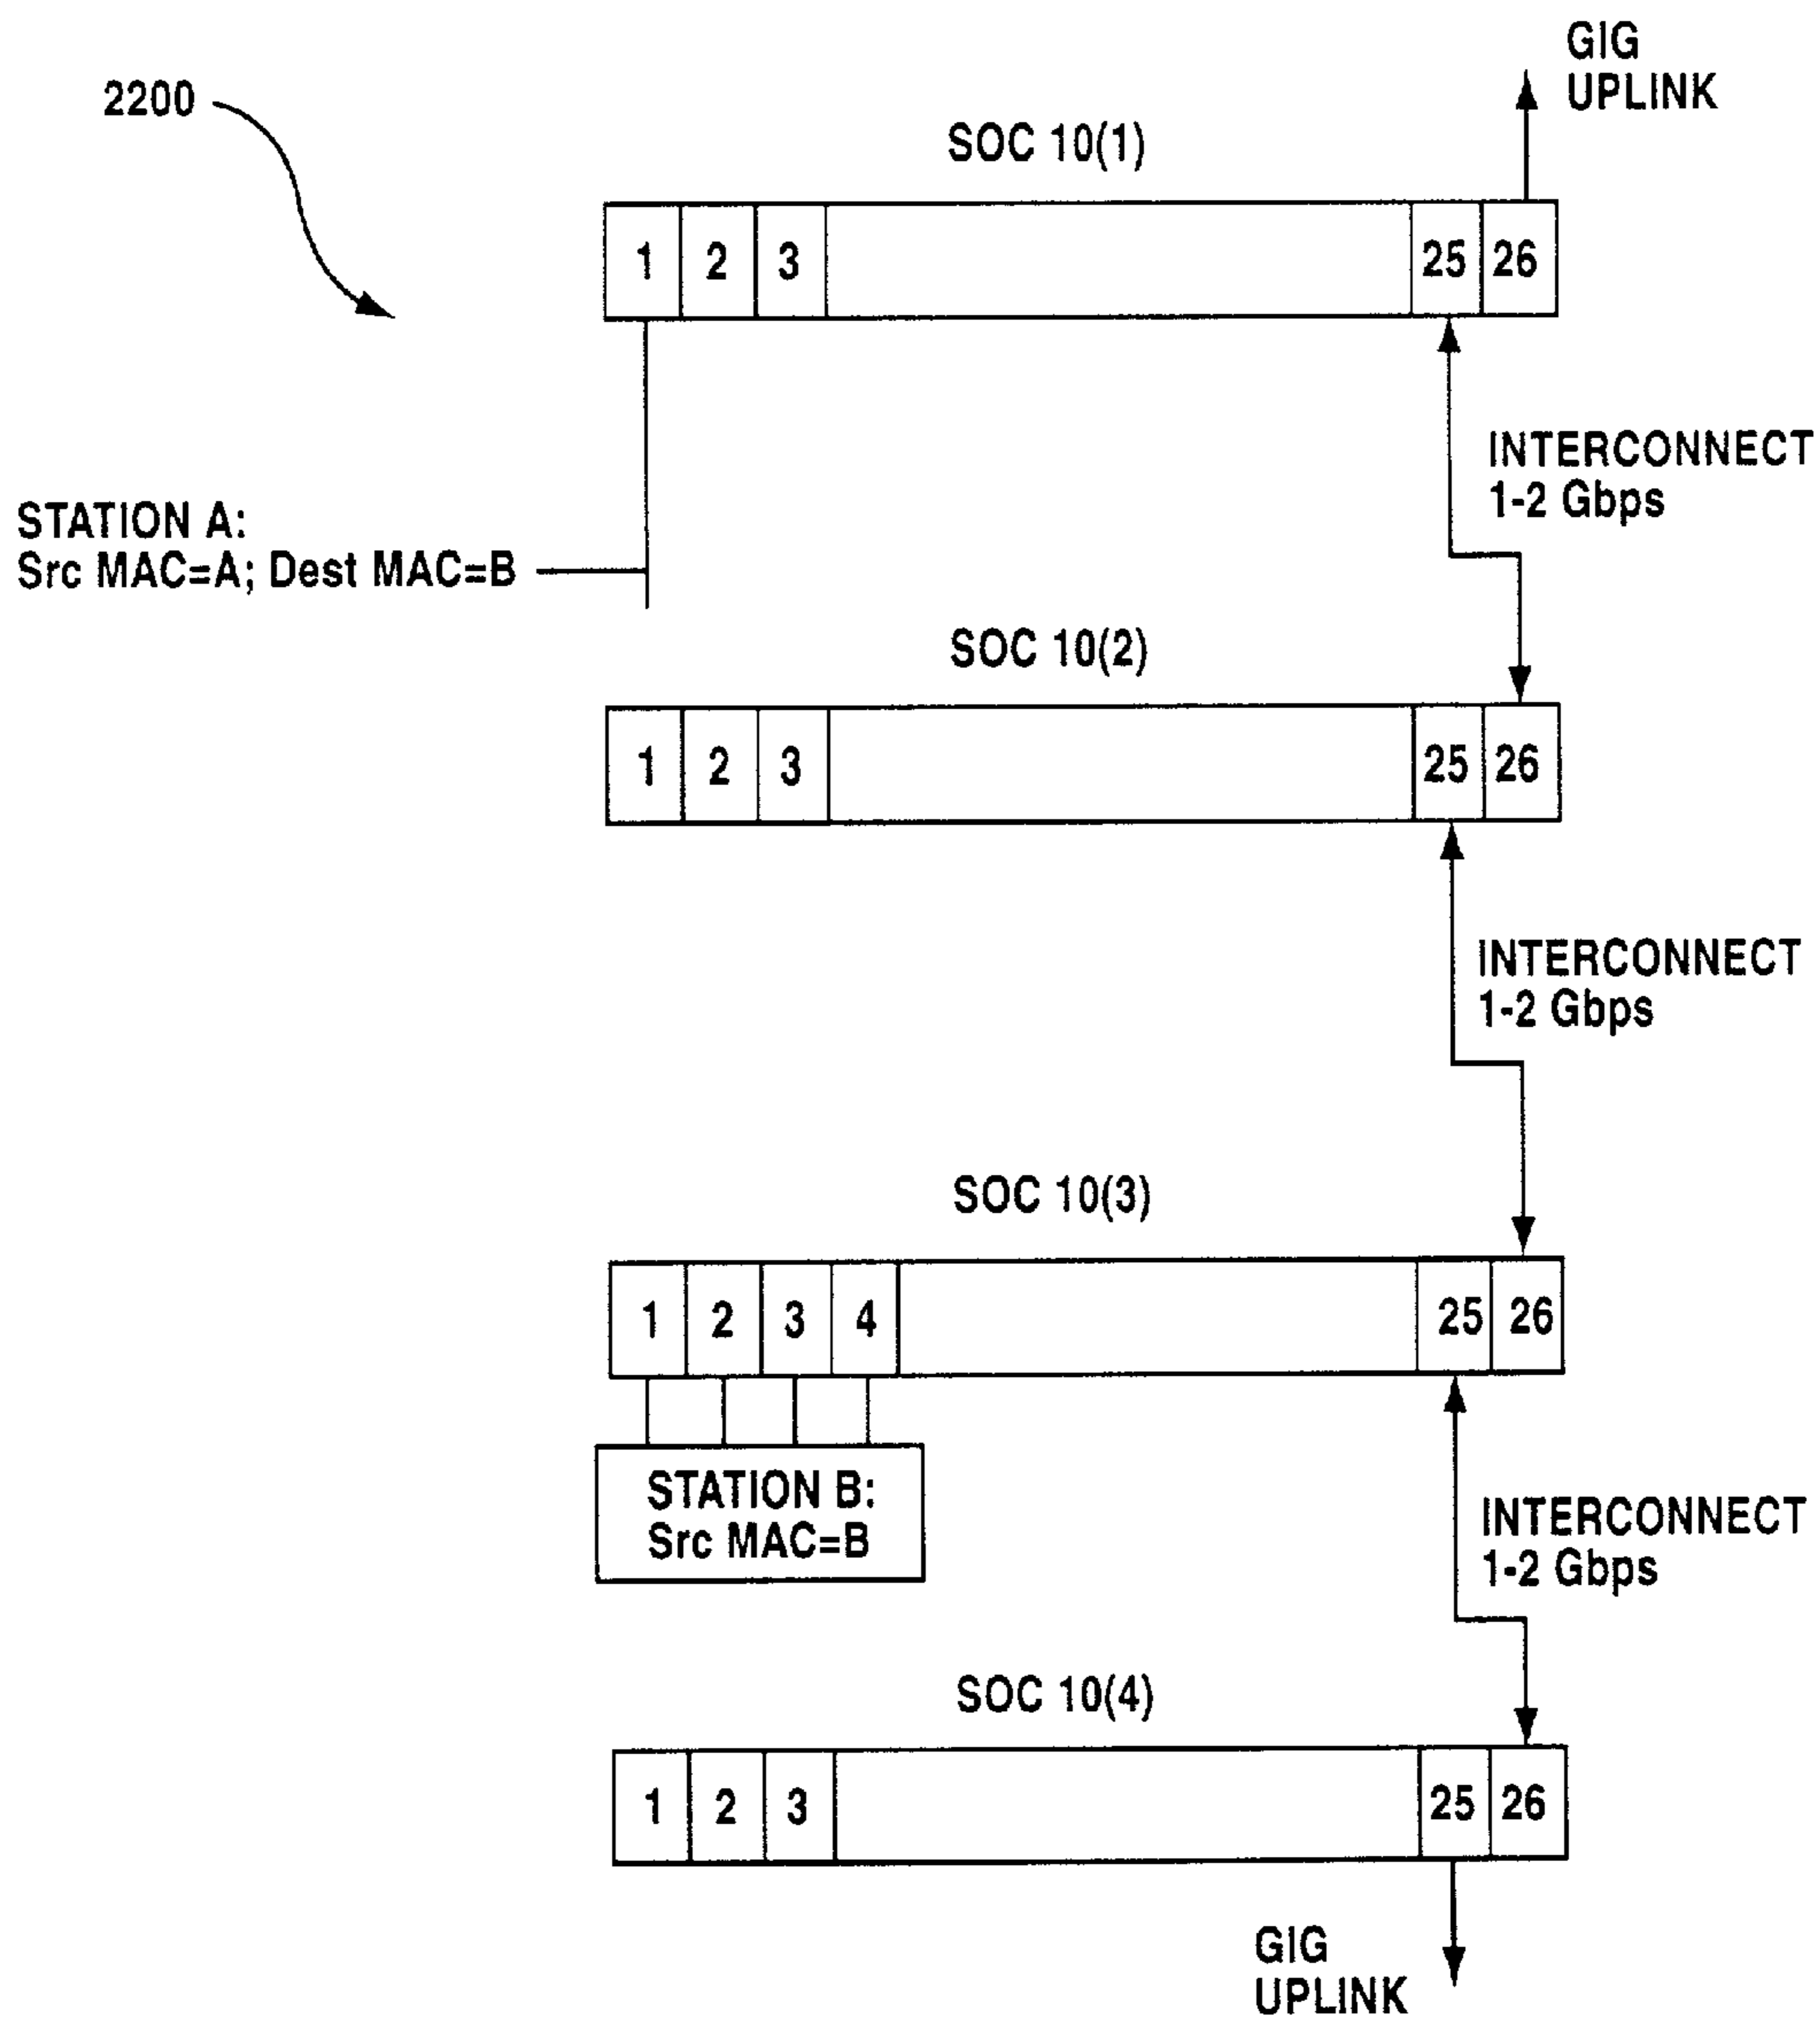 GIG
UPLINK
2200
SOC 10(1)
1 2 3 25 26
INTERCONNECT
1-2 Gbps
STATION A:
Src MAC=A; Dest MAC=B
SOC 10(2)
1 2 3 25 26
INTERCONNECT
1-2 Gbps
SOC 10(3)
1 2 3 4 25 26
STATION B:
Src MAC=B
INTERCONNECT
1-2 Gbps
SOC 10(4)
1 2 3 25 26
GIG
UPLINK